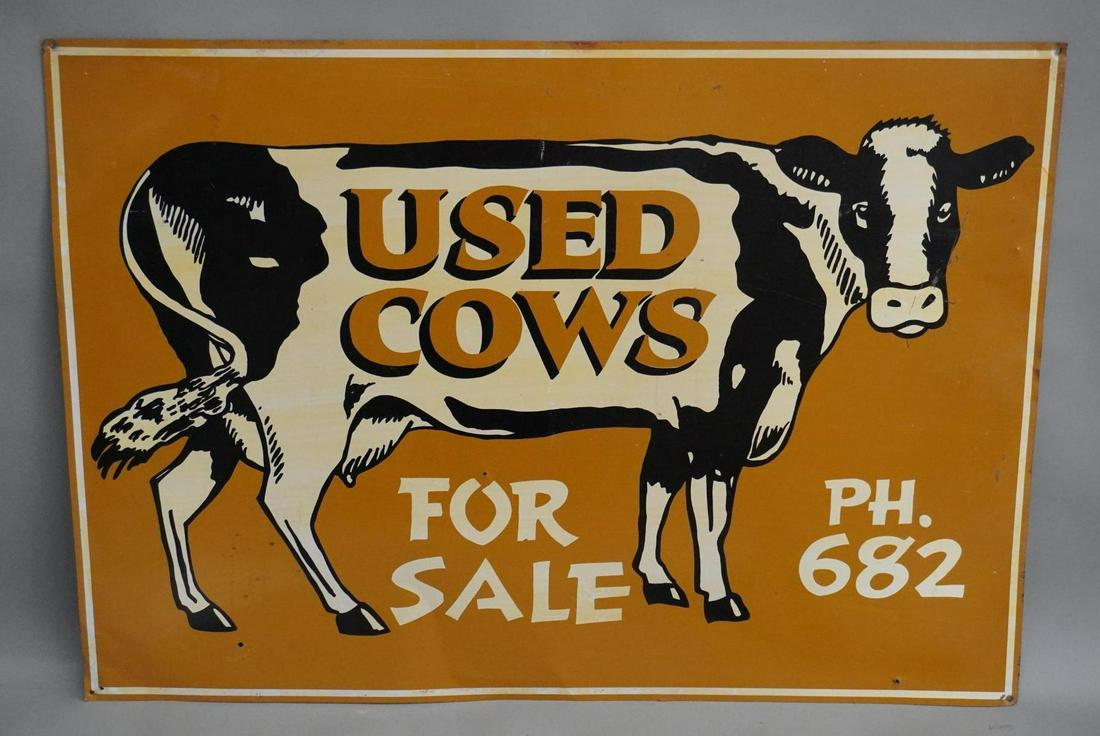 USED
COWS
FOR
SALE
PH.
682